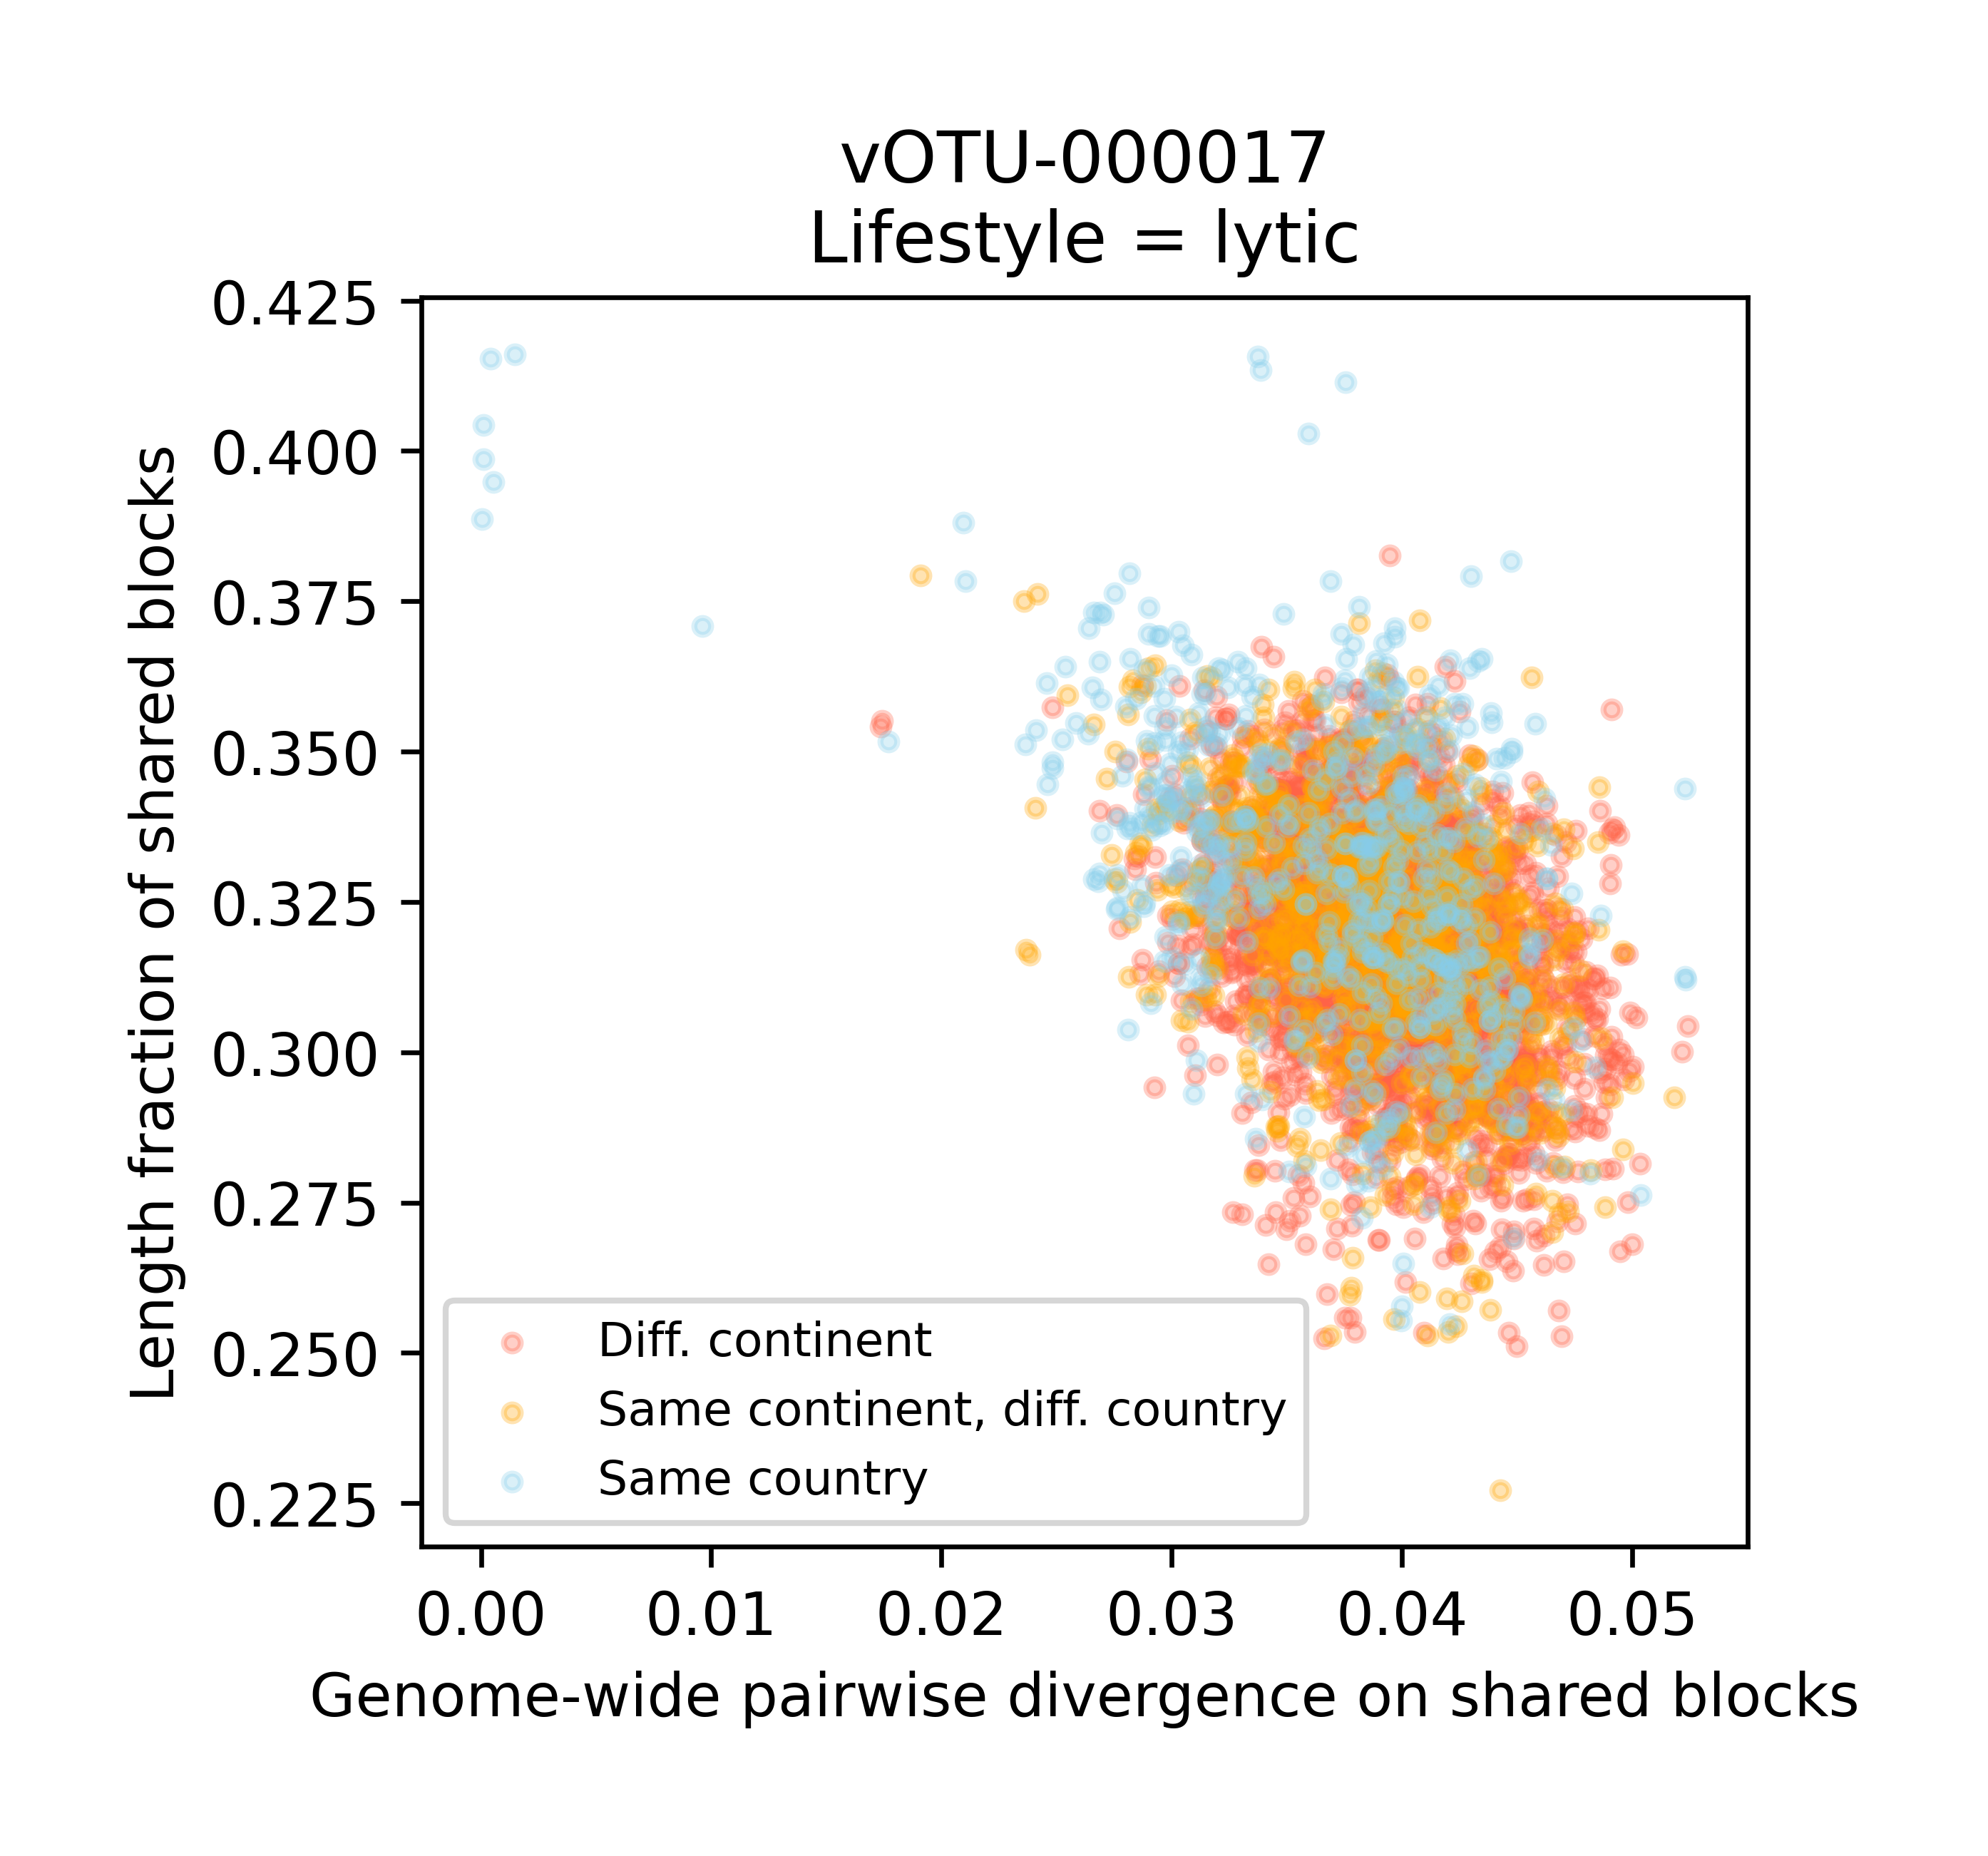 vOTU-000017
Lifestyle = lytic
Length fraction of shared blocks
0.425
0.400
0.375
0.350
0.325
0.300
0.275
0.250
0.225
Diff. continent
Same continent, diff. country
Same country
0.00 0.01 0.02 0.03 0.04 0.05
Genome-wide pairwise divergence on shared blocks